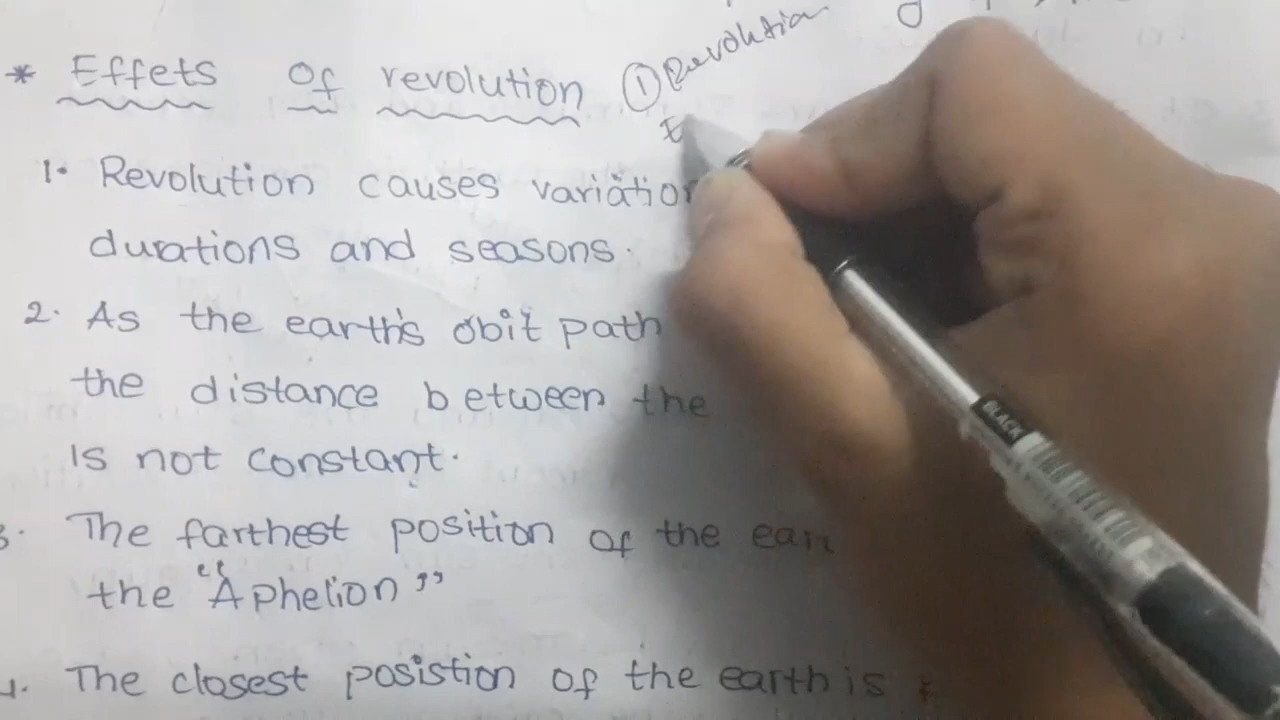 * Effets Of revolution ① Revolution
1. Revolution causes variation
durations and seasons.
2. As the earth's obit path
the distance between the
is not constant.
3. The farthest position of the
the "Aphelion"
4. The closest posistion of the earth is
BLACK